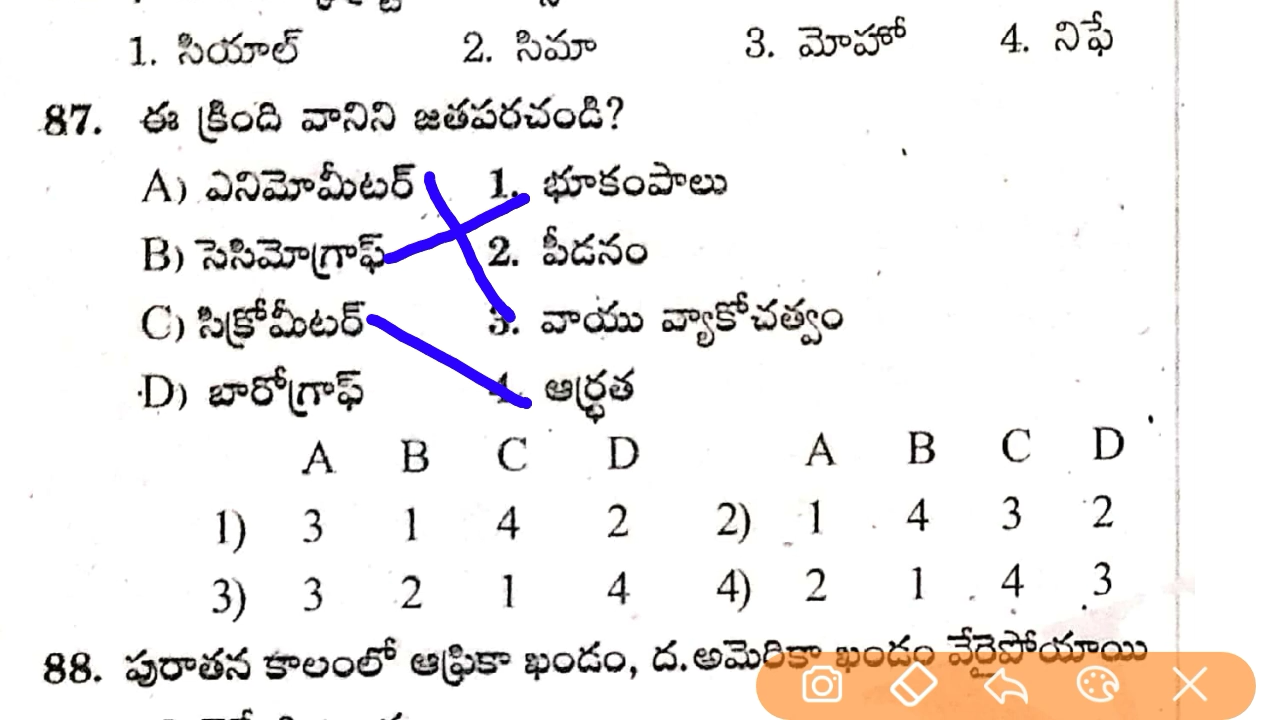 1. సియాల్ 2. సిమా 3. మోహో 4. నిఫే
87. ఈ క్రింది వానిని జతపరచండి?
A) ఎనిమోమీటర్ 1. భూకంపాలు
B) సెసిమోగ్రాఫ్ 2. పీడనం
C) సిక్రోమీటర్ 3. వాయు వ్యాకోచత్వం
D) బారోగ్రాఫ్ 4. ఆర్ధ్రత
A B C D A B C D
1) 3 1 4 2 2) 1 4 3 2
3) 3 2 1 4 4) 2 1 4 3
88. పురాతన కాలంలో ఆఫ్రికా ఖండం, ద.అమెరికా ఖండం వేరైపోయాయి